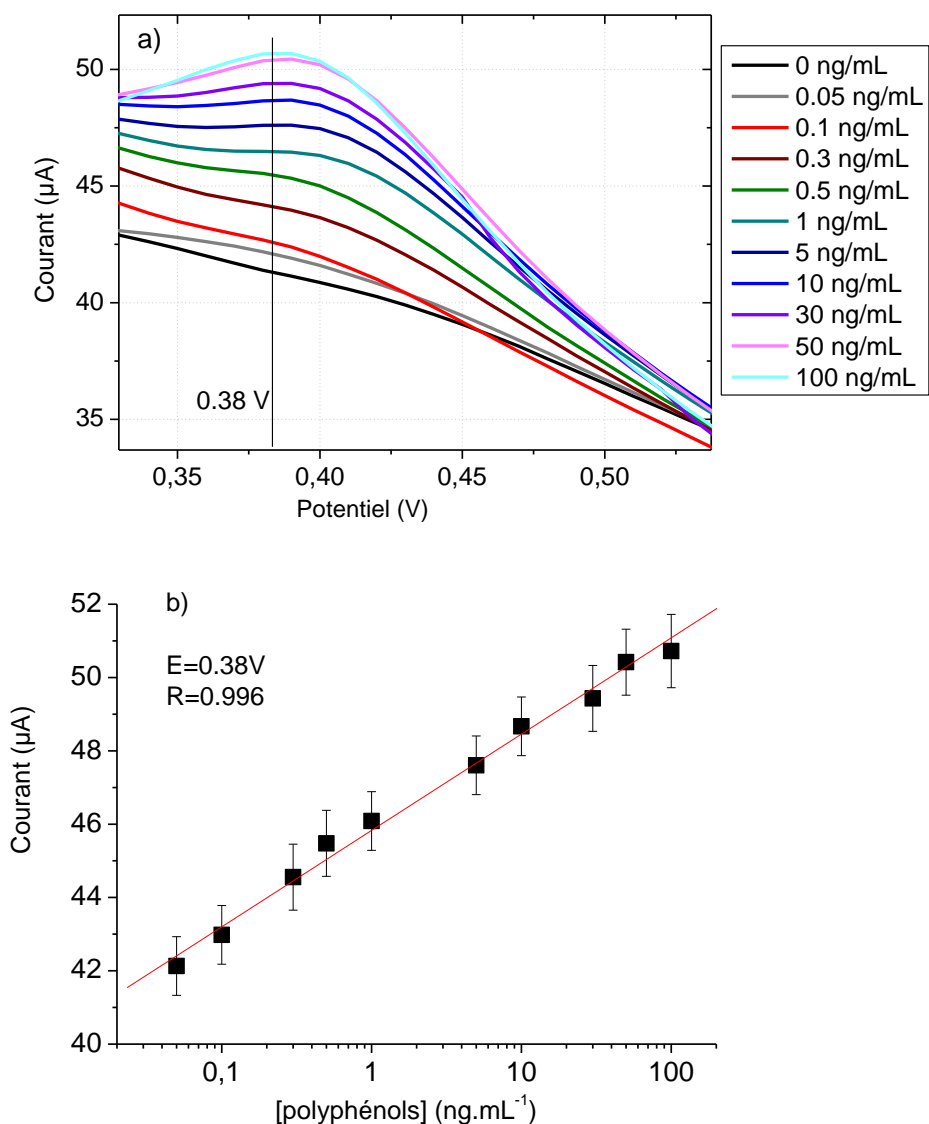 a)
50
45
40
35
Courant (µA)
0.38 V
0,35
0,40
0,45
0,50
Potentiel (V)
0 ng/mL
0.05 ng/mL
0.1 ng/mL
0.3 ng/mL
0.5 ng/mL
1 ng/mL
5 ng/mL
10 ng/mL
30 ng/mL
50 ng/mL
100 ng/mL
b)
E=0.38V
R=0.996
52
50
48
46
44
42
40
Courant (µA)
0,1
1
10
100
[polyphénols] (ng.mL⁻¹)